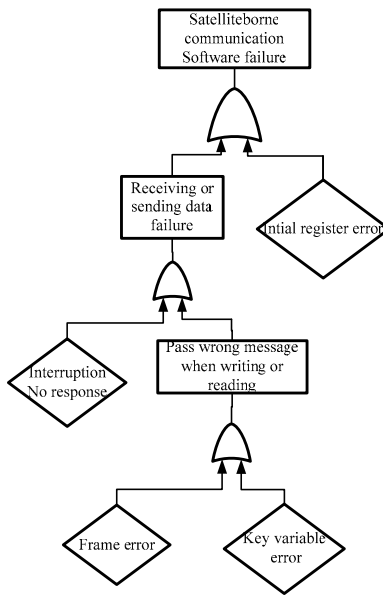 Satelliteborne
communication
Software failure
Receiving or
sending data
failure
Intial register error
Interruption
No response
Pass wrong message
when writing or
reading
Frame error
Key variable
error